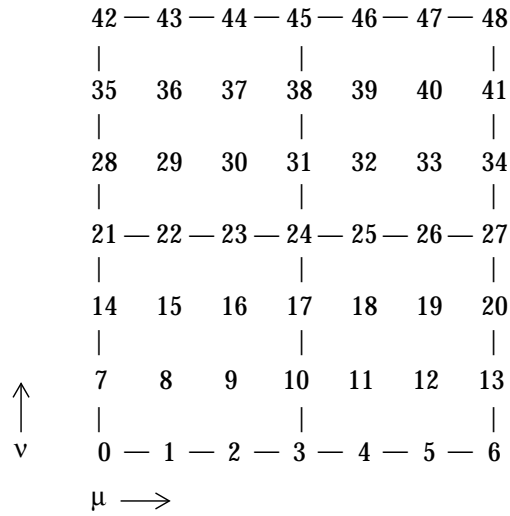 42 — 43 — 44 — 45 — 46 — 47 — 48
| | |
35 36 37 38 39 40 41
| | |
28 29 30 31 32 33 34
| | |
21 — 22 — 23 — 24 — 25 — 26 — 27
| | |
14 15 16 17 18 19 20
| | |
7 8 9 10 11 12 13
| | |
ν 0 — 1 — 2 — 3 — 4 — 5 — 6
μ